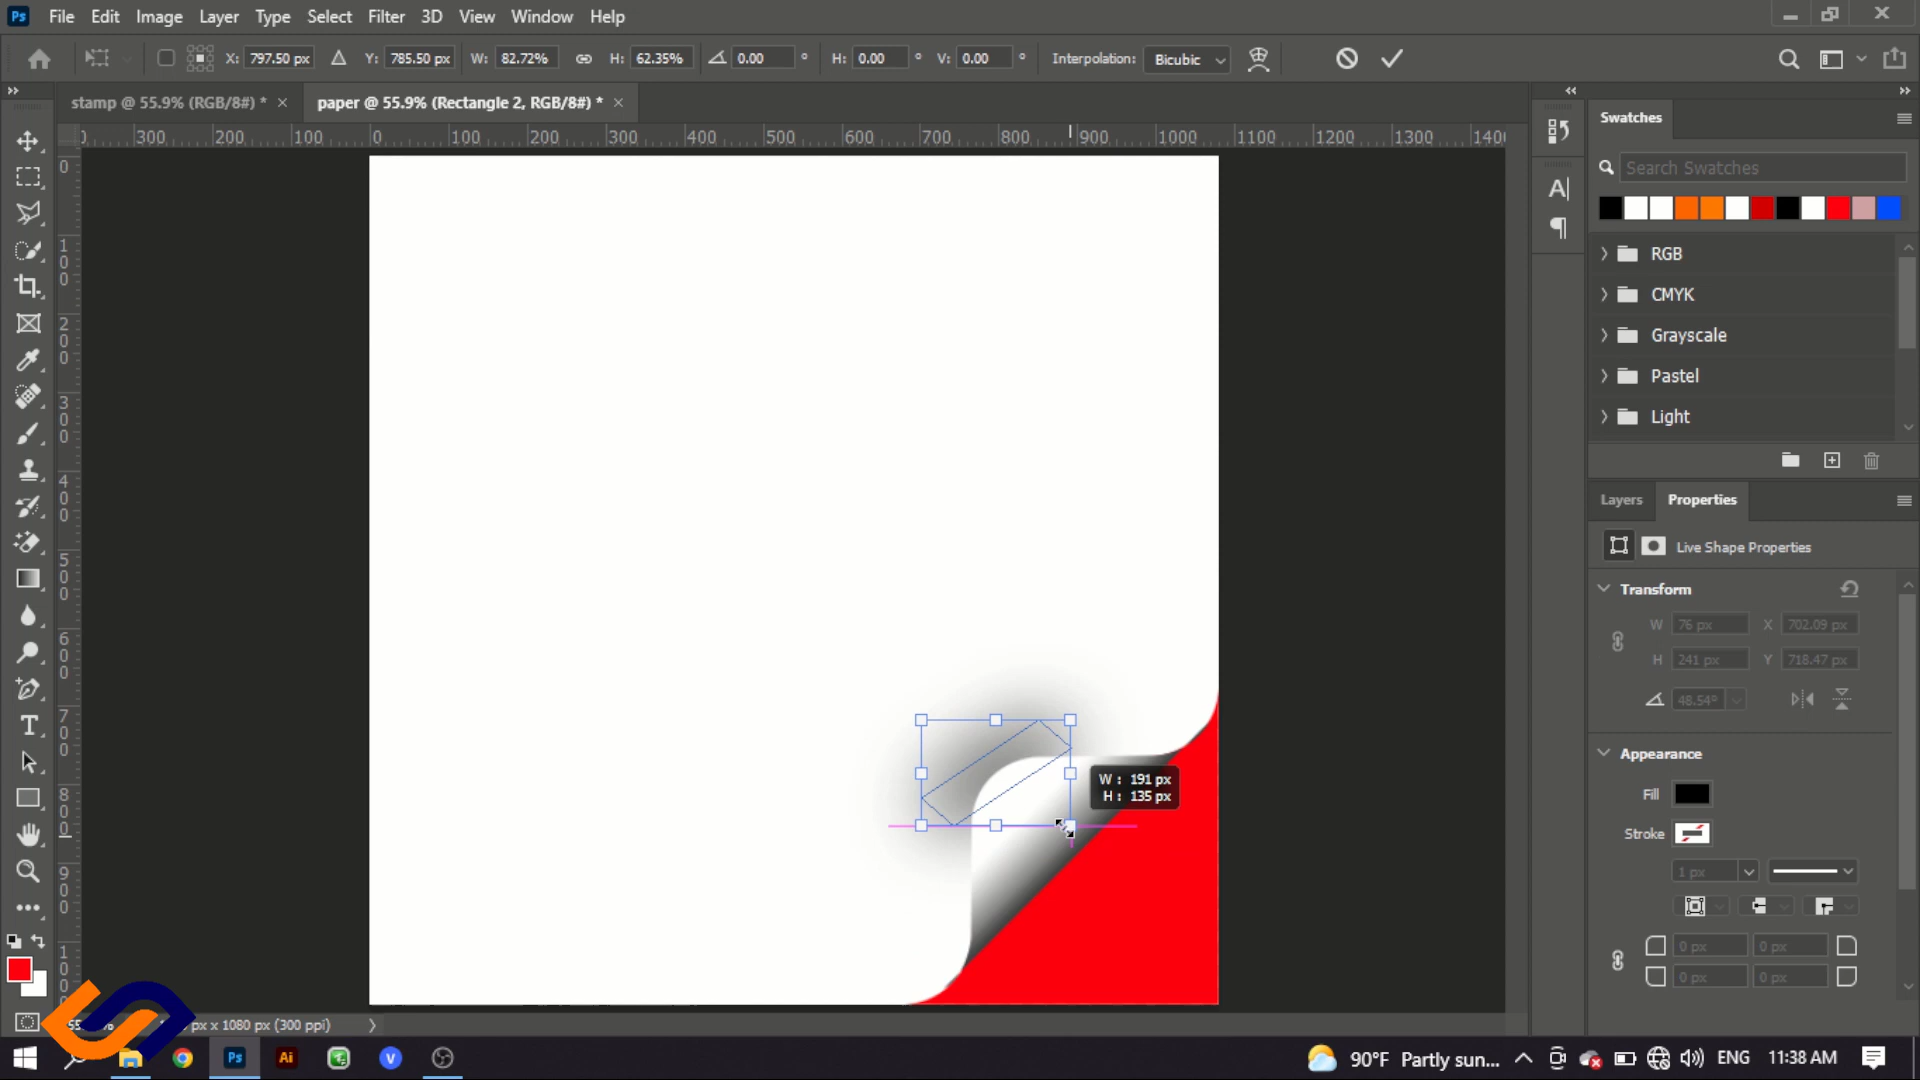 Ps File Edit Image Layer Type Select Filter 3D View Window Help
X: 797.50 px Y: 785.50 px W: 82.72% H: 62.35% 0.00 ° H: 0.00 ° V: 0.00 ° Interpolation: Bicubic
stamp @ 55.9% (RGB/8#) * × paper @ 55.9% (Rectangle 2, RGB/8#) * ×
300 200 100 0 100 200 300 400 500 600 700 800 900 1000 1100 1200 1300
0
100
200
300
400
500
600
700
800
900
Swatches
Search Swatches
RGB
CMYK
Grayscale
Pastel
Light
Layers Properties
Live Shape Properties
Transform
W 76 px X 702.09 px
H 241 px Y 718.47 px
48.54°
Appearance
Fill
Stroke
1 px
0 px 0 px
0 px 0 px
W : 191 px
H : 135 px
px x 1080 px (300 ppi)
Ps Ai V 90°F Partly sun... ENG 11:38 AM